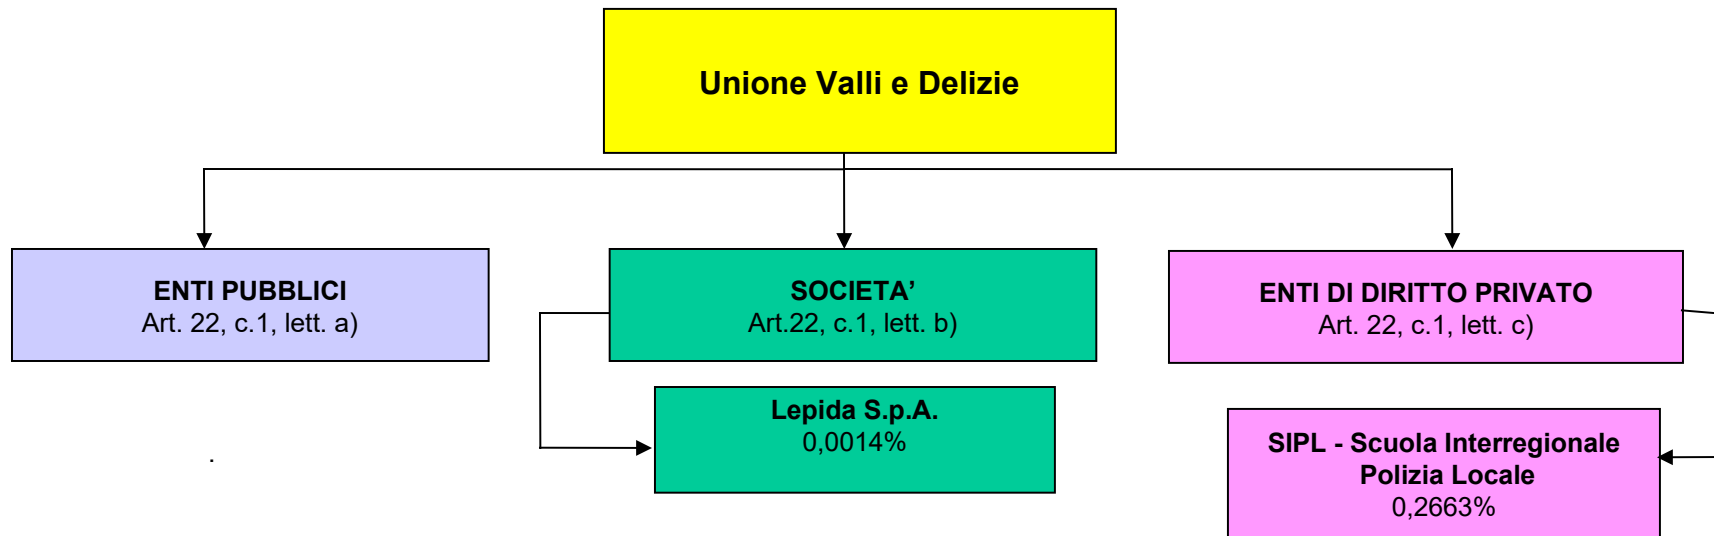 Unione Valli e Delizie
ENTI PUBBLICI
Art. 22, c.1, lett. a)
SOCIETA’
Art.22, c.1, lett. b)
ENTI DI DIRITTO PRIVATO
Art. 22, c.1, lett. c)
Lepida S.p.A.
0,0014%
SIPL - Scuola Interregionale
Polizia Locale
0,2663%
.